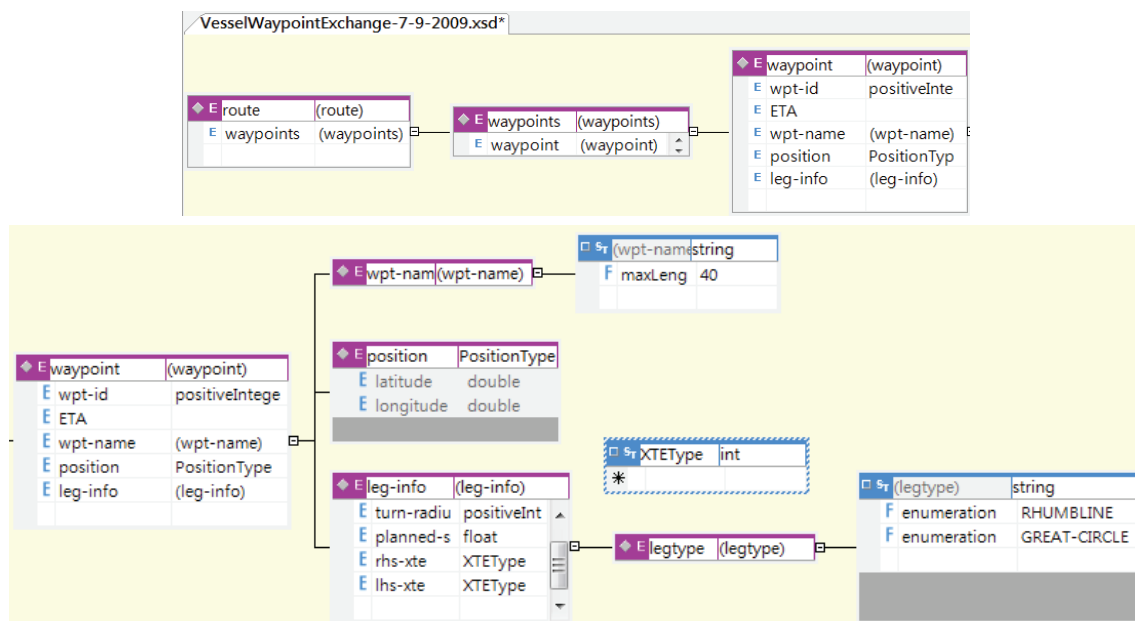 VesselWaypointExchange-7-9-2009.xsd*
E route (route)
E waypoints (waypoints)
E waypoints (waypoints)
E waypoint (waypoint)
E waypoint (waypoint)
E wpt-id positiveInte
E ETA
E wpt-name (wpt-name)
E position PositionTyp
E leg-info (leg-info)
E waypoint (waypoint)
E wpt-id positiveIntege
E ETA
E wpt-name (wpt-name)
E position PositionType
E leg-info (leg-info)
E wpt-nam (wpt-name)
ST (wpt-name string
F maxLeng 40
E position PositionType
E latitude double
E longitude double
E leg-info (leg-info)
E turn-radiu positiveInt
E planned-s float
E rhs-xte XTEType
E lhs-xte XTEType
ST XTEType int
*
E legtype (legtype)
ST (legtype) string
F enumeration RHUMBLINE
F enumeration GREAT-CIRCLE